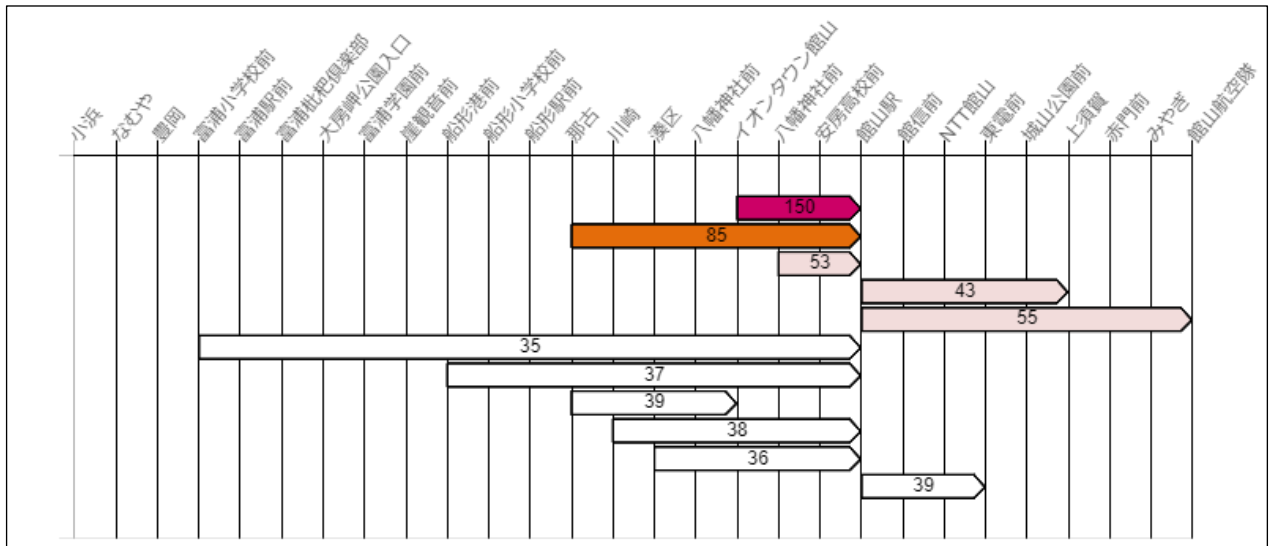 小浜
なむや
豊岡
富浦小学校前
富浦駅前
富浦枇杷倶楽部
大房岬公園入口
富浦学園前
崖観音前
船形港前
船形小学校前
船形駅前
那古
川崎
湊区
八幡神社前
イオンタウン館山
八幡神社前
安房高校前
館山駅
館信前
NTT館山
東電前
城山公園前
上須賀
赤門前
みやぎ
館山航空隊
150
85
53
43
55
35
37
39
38
36
39